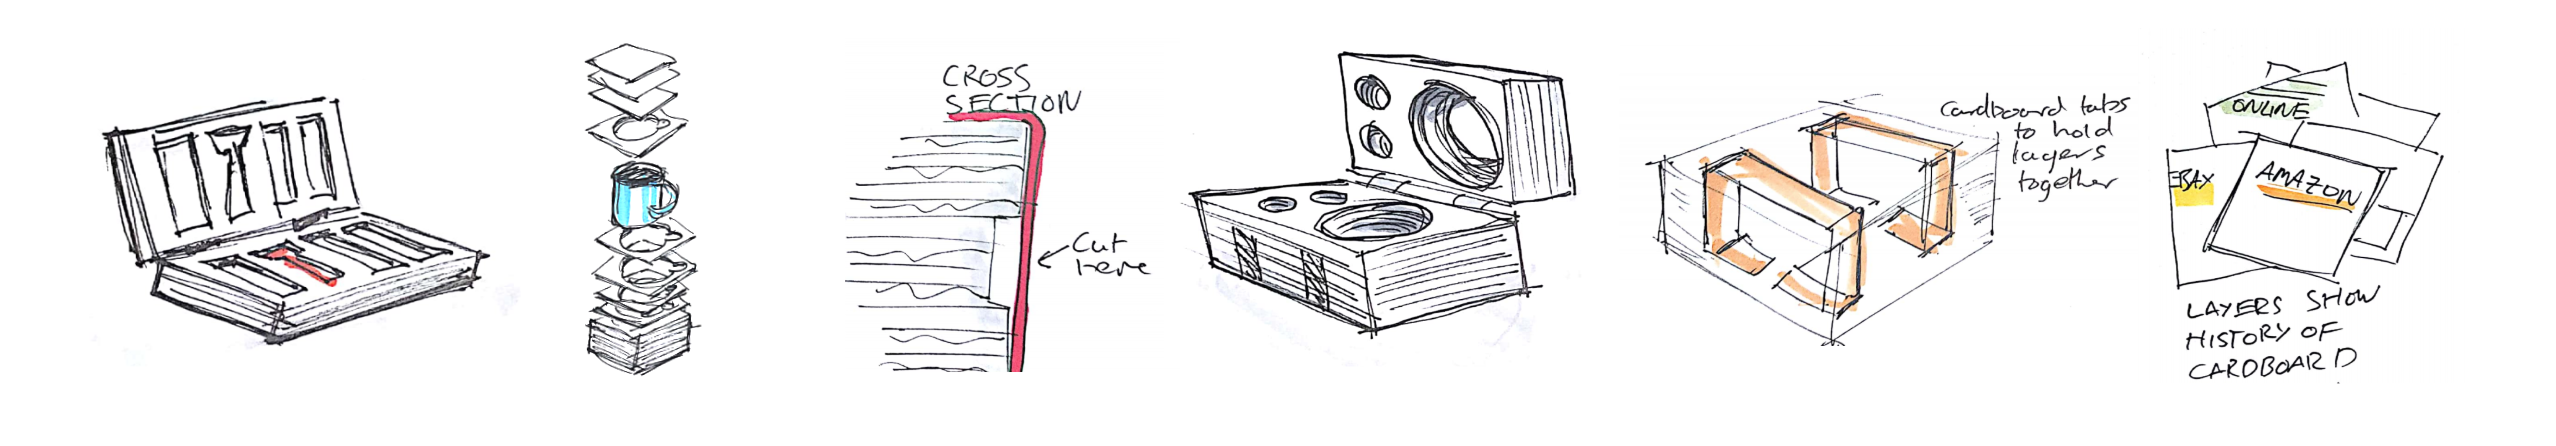 CROSS
SECTION
Cut
here
Cardboard tabs
to hold
layers
together
ONLINE
EBAY
AMAZON
LAYERS SHOW
HISTORY OF
CARDBOARD